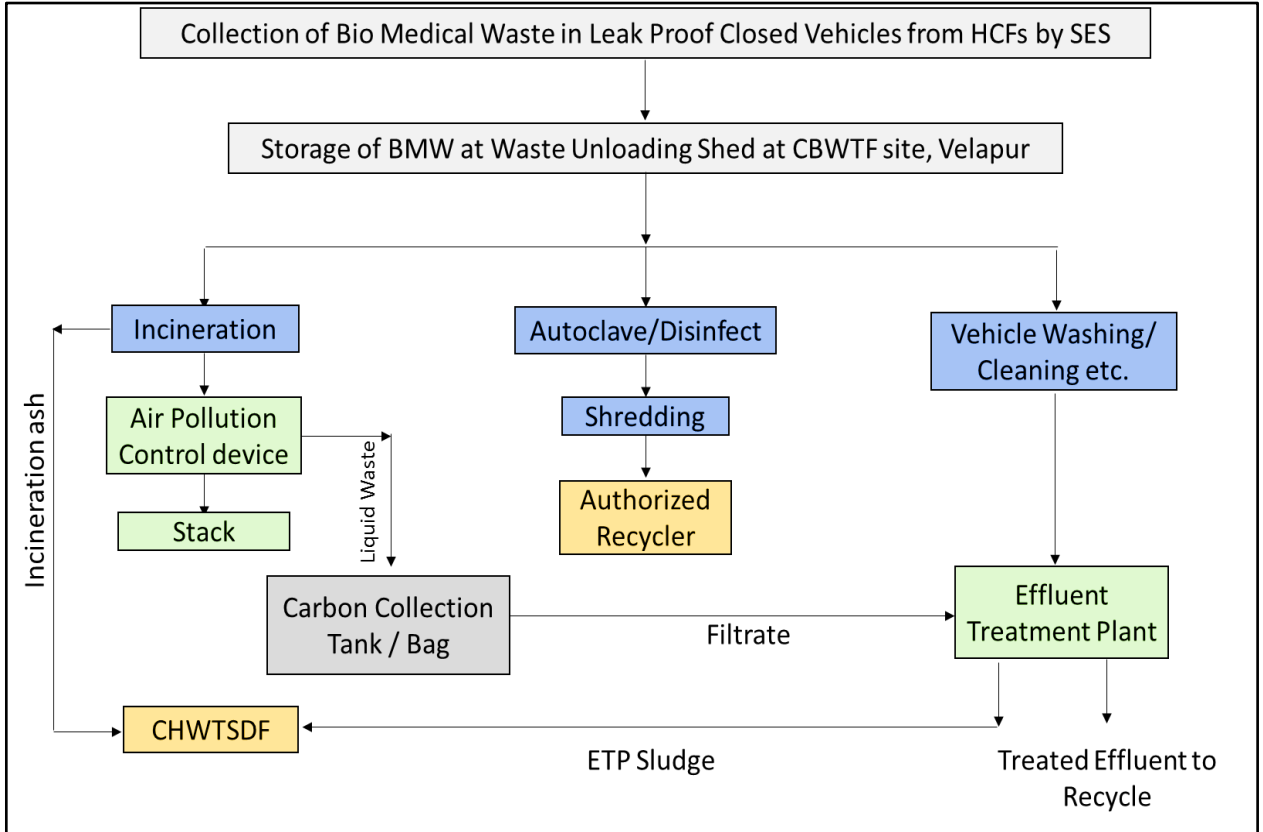 Collection of Bio Medical Waste in Leak Proof Closed Vehicles from HCFs by SES
Storage of BMW at Waste Unloading Shed at CBWTF site, Velapur
Incineration
Autoclave/Disinfect
Vehicle Washing/
Cleaning etc.
Incineration ash
Air Pollution
Control device
Shredding
Liquid Waste
Stack
Authorized
Recycler
Carbon Collection
Tank / Bag
Filtrate
Effluent
Treatment Plant
CHWTSDF
ETP Sludge
Treated Effluent to
Recycle